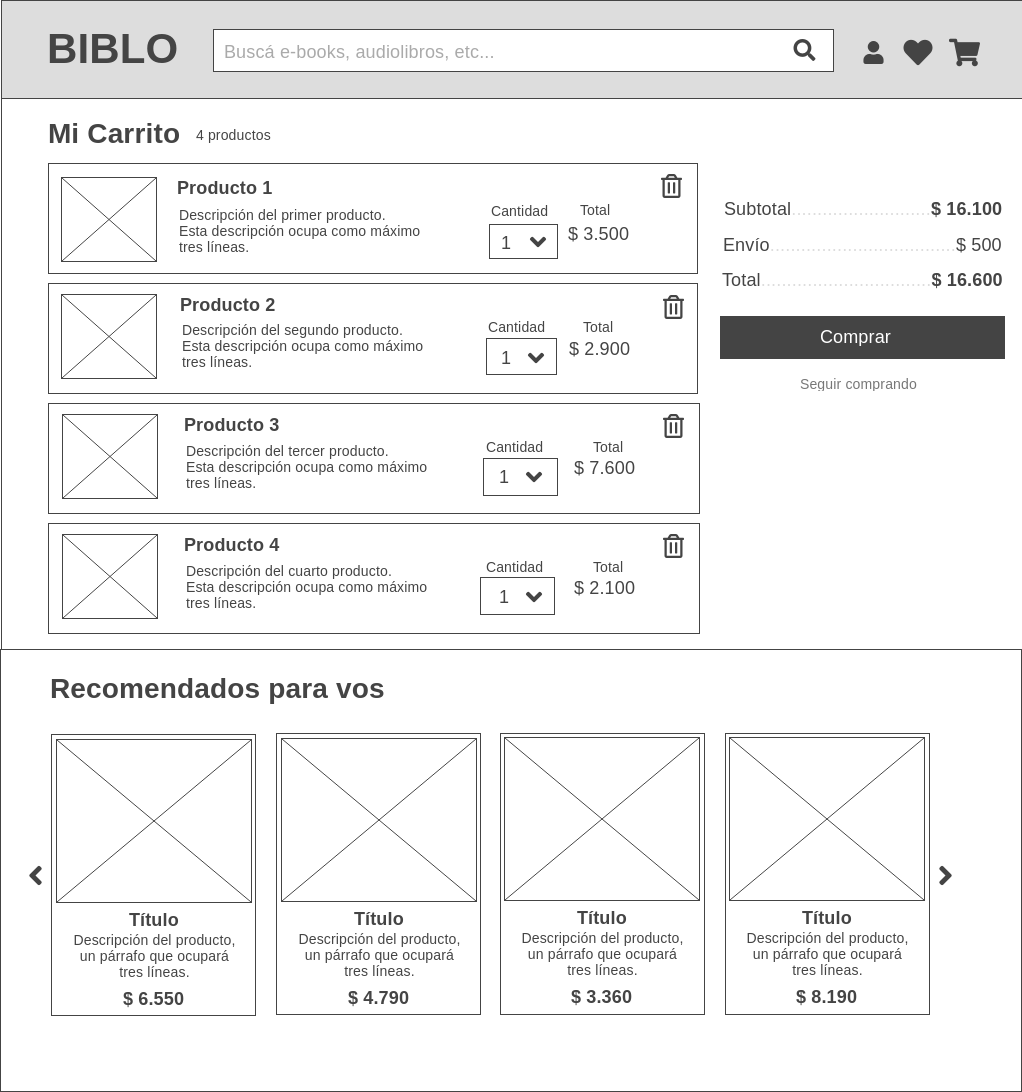 BIBLO
Buscá e-books, audiolibros, etc...
Mi Carrito 4 productos
Producto 1
Descripción del primer producto.
Esta descripción ocupa como máximo
tres líneas.
Cantidad Total
1 $ 3.500
Producto 2
Descripción del segundo producto.
Esta descripción ocupa como máximo
tres líneas.
Cantidad Total
1 $ 2.900
Producto 3
Descripción del tercer producto.
Esta descripción ocupa como máximo
tres líneas.
Cantidad Total
1 $ 7.600
Producto 4
Descripción del cuarto producto.
Esta descripción ocupa como máximo
tres líneas.
Cantidad Total
1 $ 2.100
Subtotal $ 16.100
Envío $ 500
Total $ 16.600
Comprar
Seguir comprando
Recomendados para vos
Título
Descripción del producto,
un párrafo que ocupará
tres líneas.
$ 6.550
Título
Descripción del producto,
un párrafo que ocupará
tres líneas.
$ 4.790
Título
Descripción del producto,
un párrafo que ocupará
tres líneas.
$ 3.360
Título
Descripción del producto,
un párrafo que ocupará
tres líneas.
$ 8.190